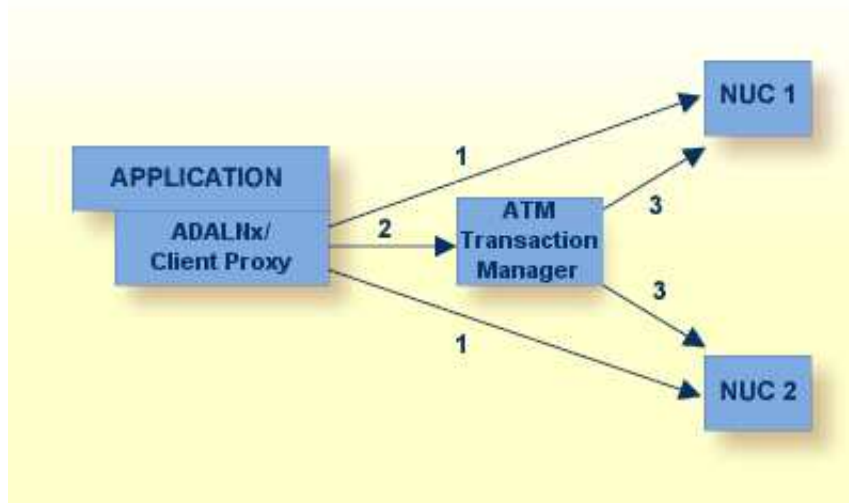 NUC 1
1
APPLICATION
3
ADALNx/
Client Proxy
2
ATM
Transaction
Manager
3
1
NUC 2